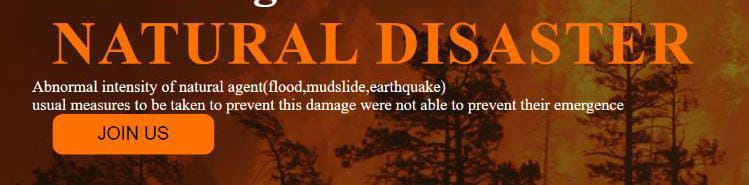 NATURAL DISASTER
Abnormal intensity of natural agent(flood,mudslide,earthquake)
usual measures to be taken to prevent this damage were not able to prevent their emergence
JOIN US